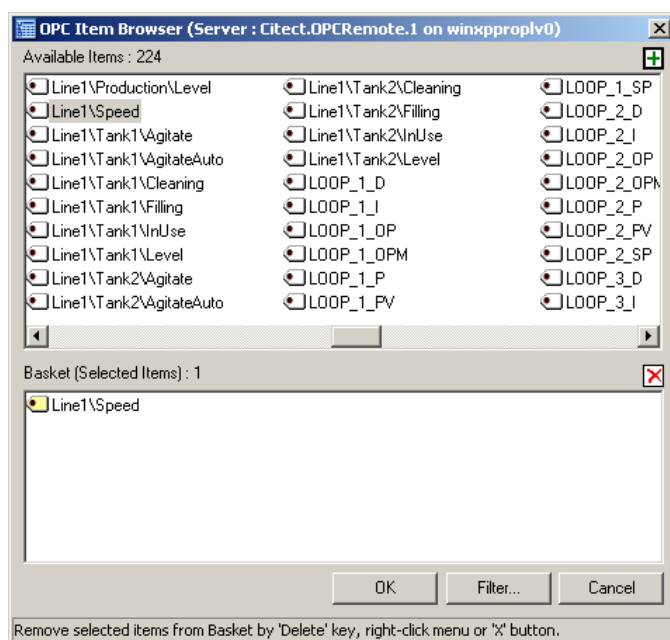 OPC Item Browser (Server : Citect.OPCRemote.1 on winxpproplv0)
Available Items : 224
Line1\Production\Level
Line1\Speed
Line1\Tank1\Agitate
Line1\Tank1\AgitateAuto
Line1\Tank1\Cleaning
Line1\Tank1\Filling
Line1\Tank1\InUse
Line1\Tank1\Level
Line1\Tank2\Agitate
Line1\Tank2\AgitateAuto
Line1\Tank2\Cleaning
Line1\Tank2\Filling
Line1\Tank2\InUse
Line1\Tank2\Level
LOOP_1_D
LOOP_1_I
LOOP_1_OP
LOOP_1_OPM
LOOP_1_P
LOOP_1_PV
LOOP_1_SP
LOOP_2_D
LOOP_2_I
LOOP_2_OP
LOOP_2_OPM
LOOP_2_P
LOOP_2_PV
LOOP_2_SP
LOOP_3_D
LOOP_3_I
Basket (Selected Items) : 1
Line1\Speed
OK
Filter...
Cancel
Remove selected items from Basket by 'Delete' key, right-click menu or 'X' button.